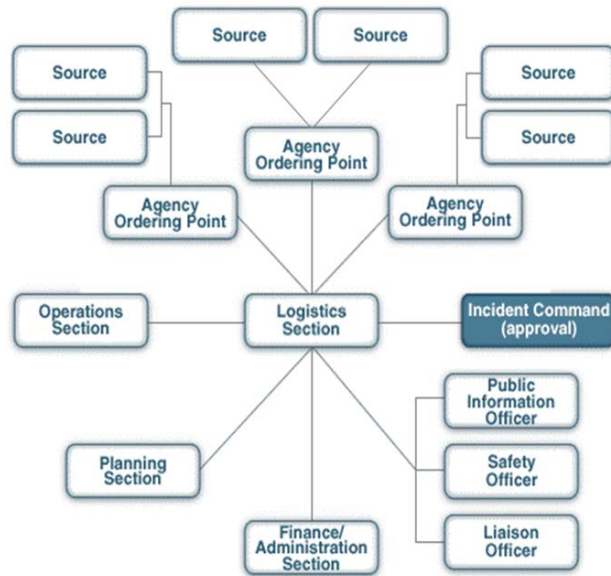 Source
Source
Source
Source
Source
Source
Agency
Ordering Point
Agency
Ordering Point
Agency
Ordering Point
Operations
Section
Logistics
Section
Incident Command
(approval)
Public
Information
Officer
Planning
Section
Safety
Officer
Finance/
Administration
Section
Liaison
Officer